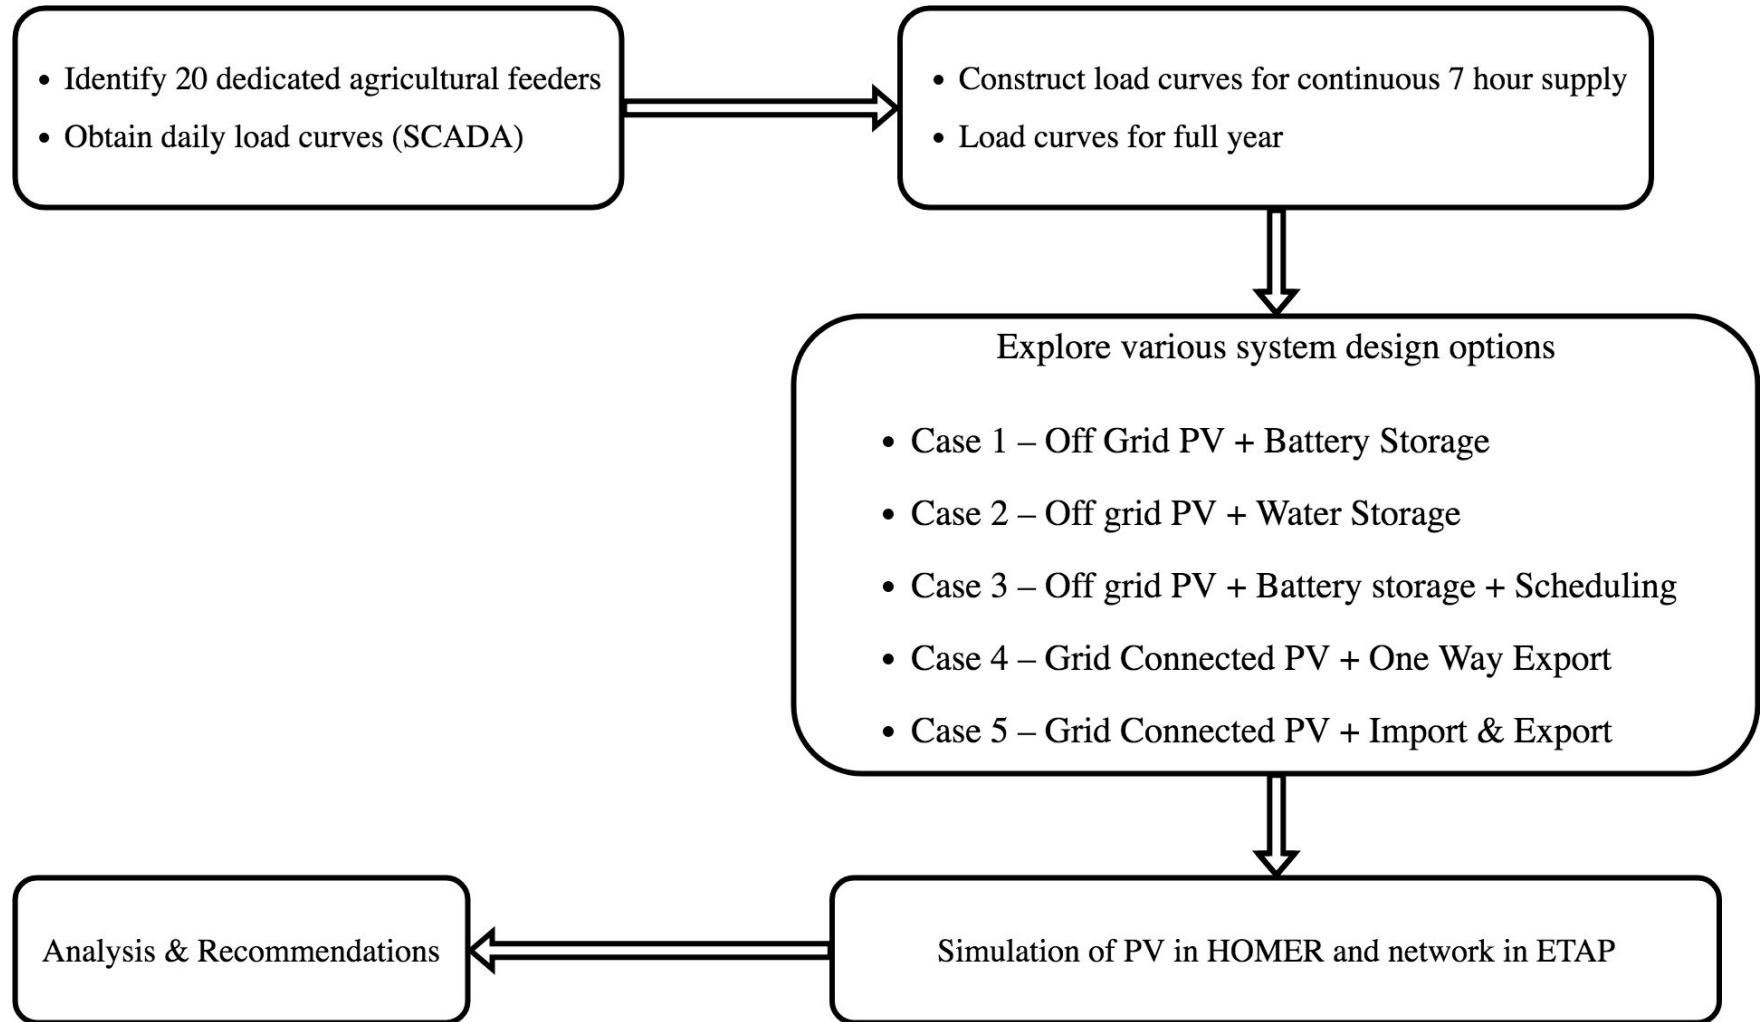 • Identify 20 dedicated agricultural feeders
• Obtain daily load curves (SCADA)
• Construct load curves for continuous 7 hour supply
• Load curves for full year
Explore various system design options
• Case 1 – Off Grid PV + Battery Storage
• Case 2 – Off grid PV + Water Storage
• Case 3 – Off grid PV + Battery storage + Scheduling
• Case 4 – Grid Connected PV + One Way Export
• Case 5 – Grid Connected PV + Import & Export
Simulation of PV in HOMER and network in ETAP
Analysis & Recommendations